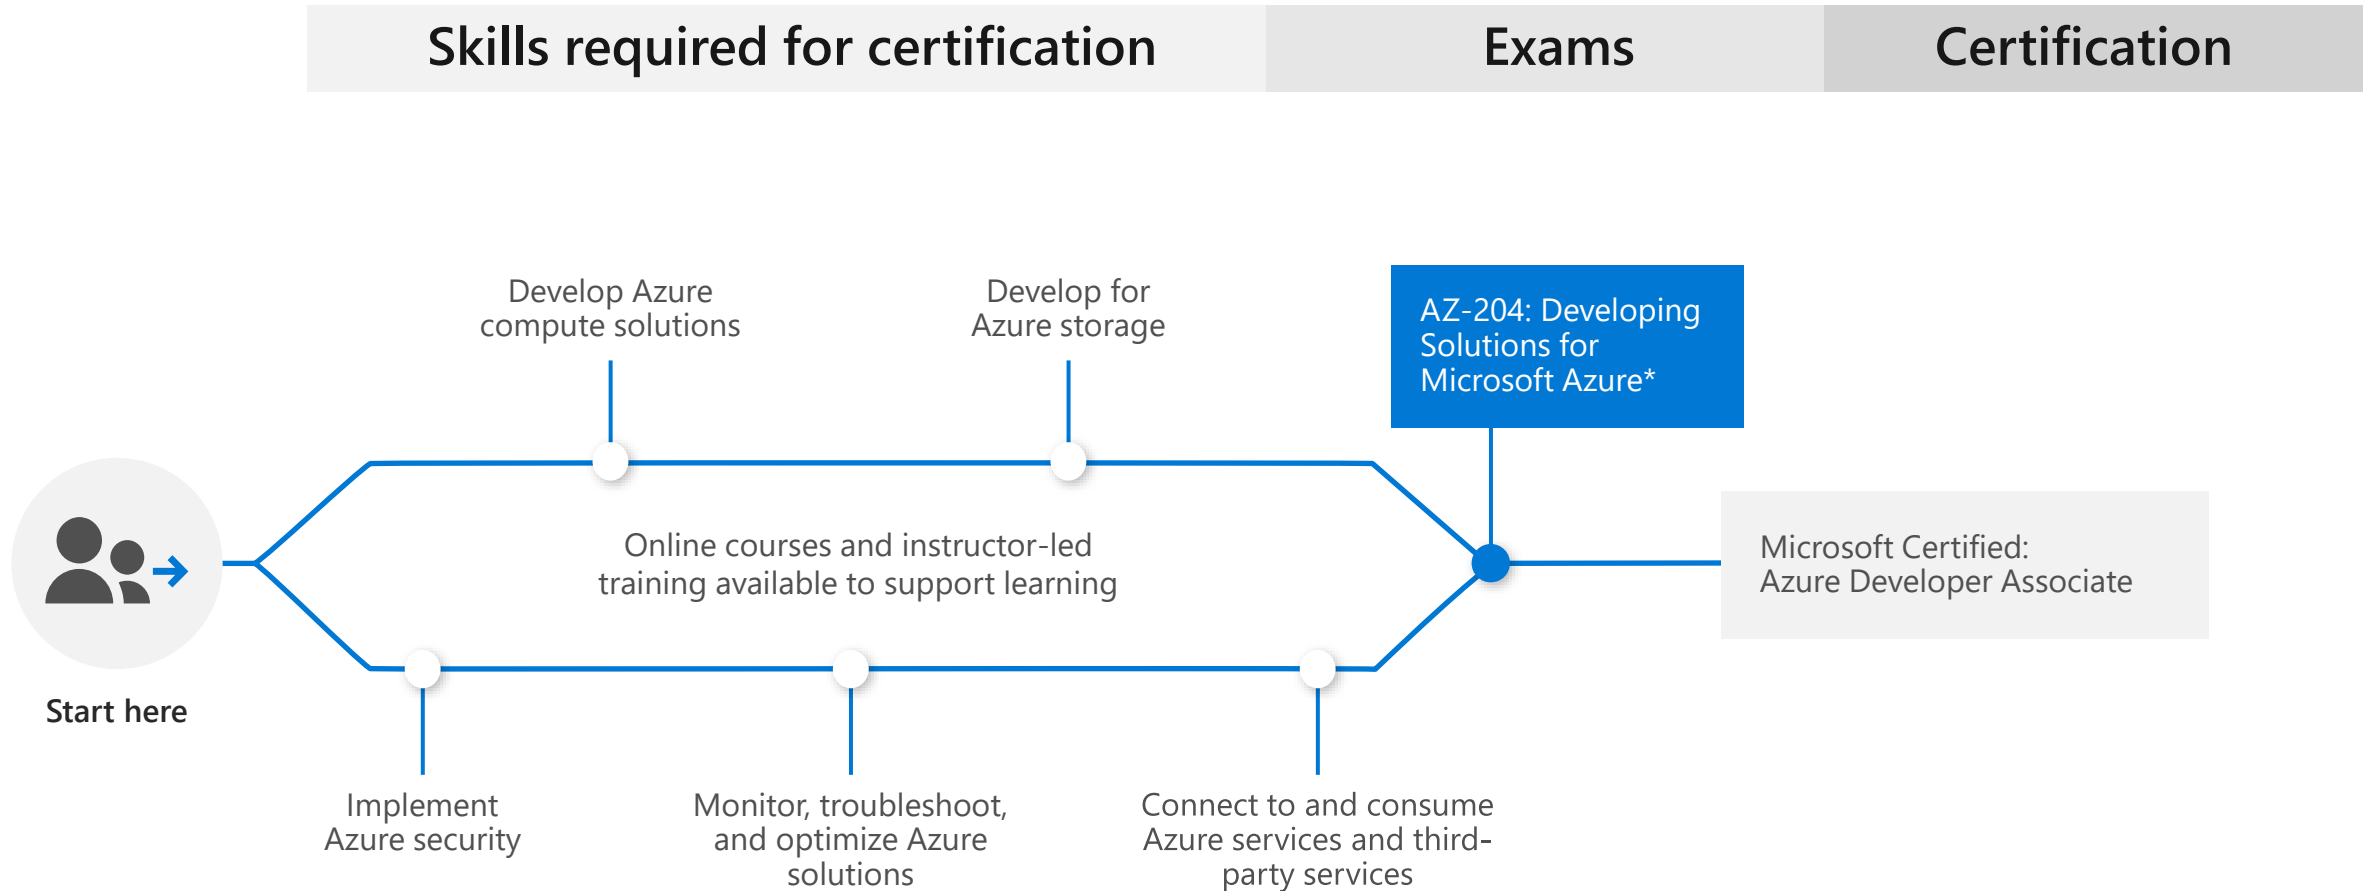 Skills required for certification
Exams
Certification
Develop Azure
compute solutions
Develop for
Azure storage
AZ-204: Developing
Solutions for
Microsoft Azure*
Online courses and instructor-led
training available to support learning
Microsoft Certified:
Azure Developer Associate
Start here
Implement
Azure security
Monitor, troubleshoot,
and optimize Azure
solutions
Connect to and consume
Azure services and third-
party services